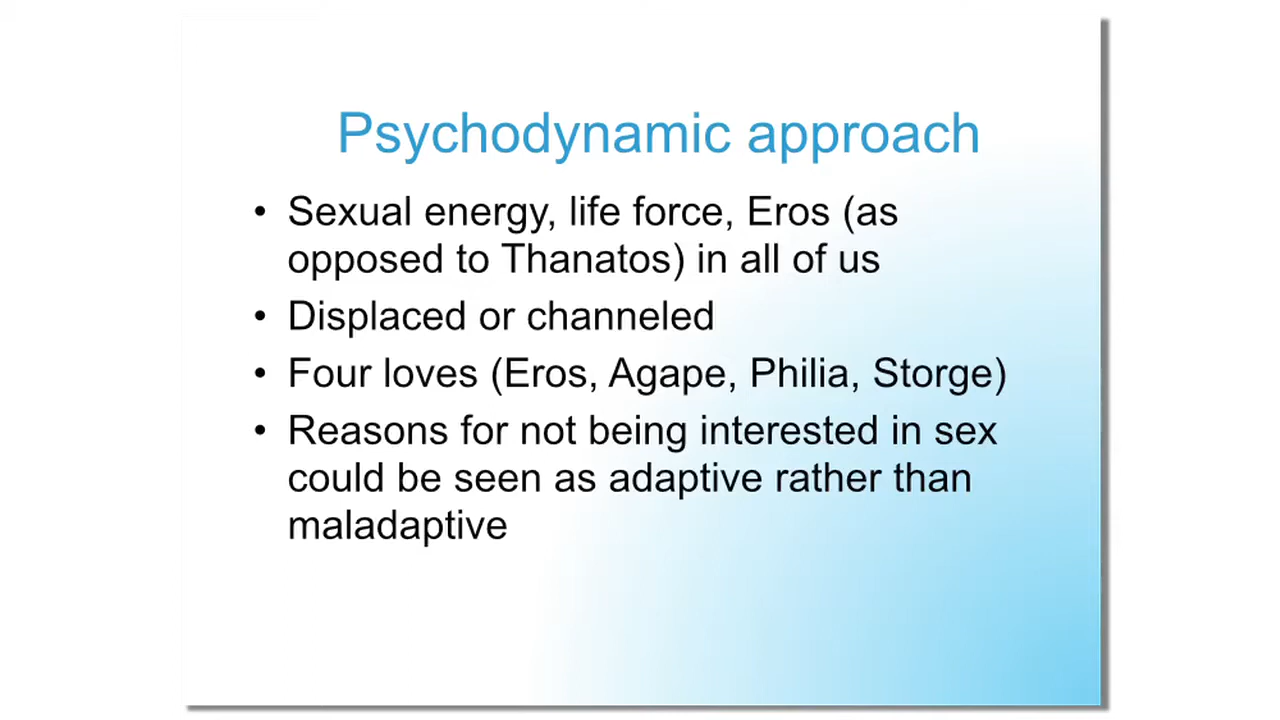 Psychodynamic approach
• Sexual energy, life force, Eros (as
opposed to Thanatos) in all of us
• Displaced or channeled
• Four loves (Eros, Agape, Philia, Storge)
• Reasons for not being interested in sex
could be seen as adaptive rather than
maladaptive